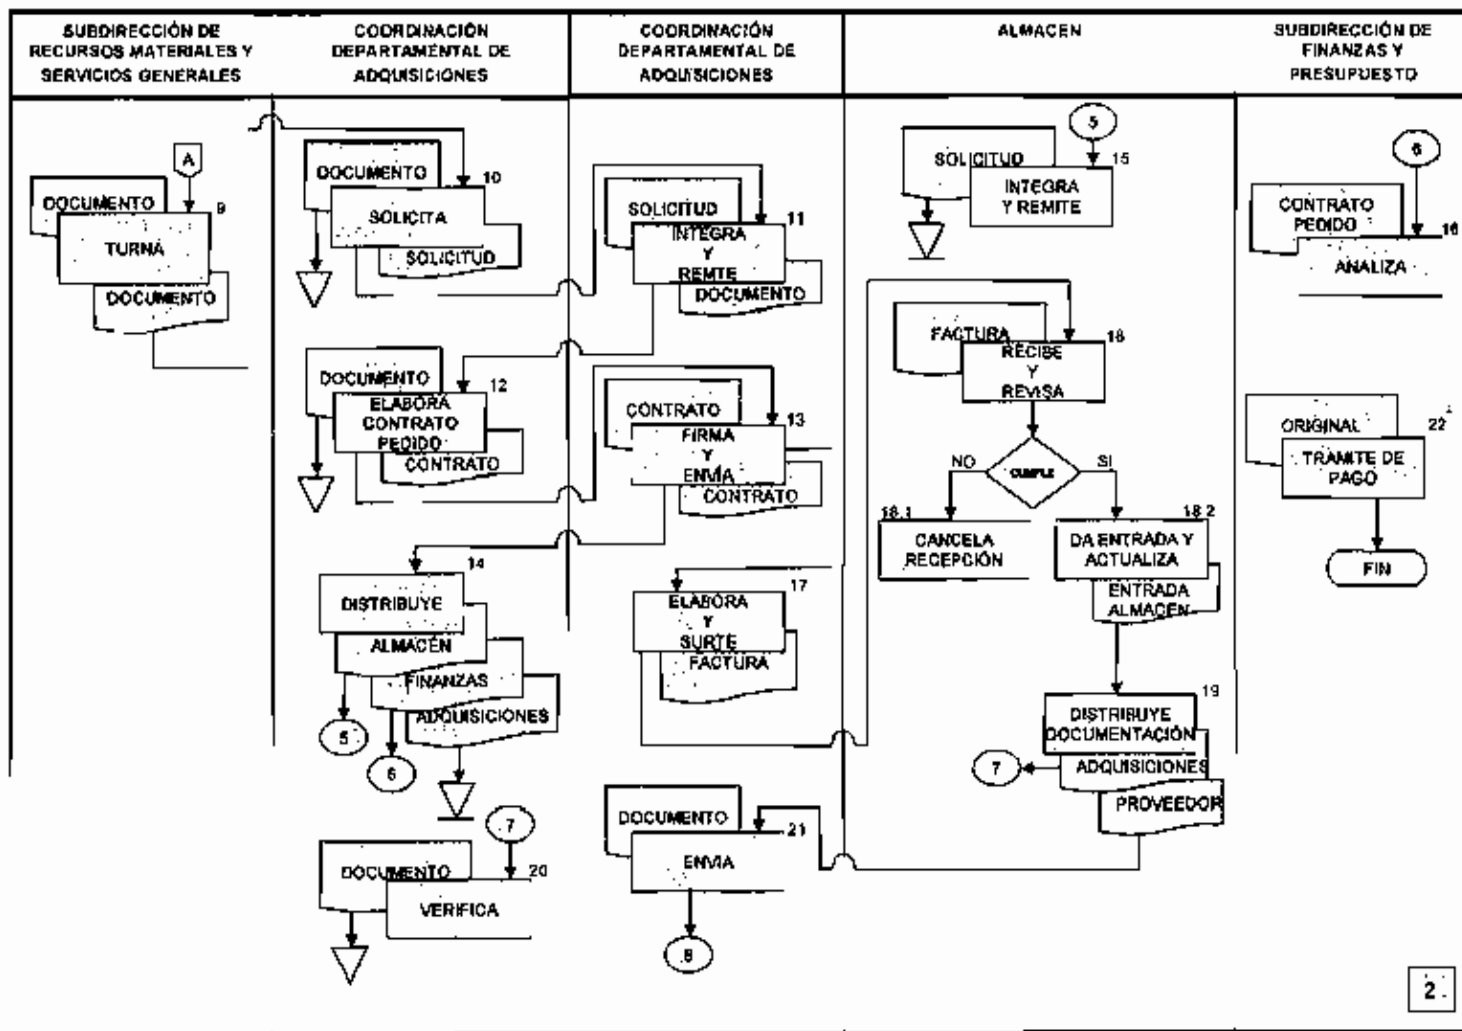 SUBDIRECCIÓN DE
RECURSOS MATERIALES Y
SERVICIOS GENERALES
COORDINACIÓN
DEPARTAMENTAL DE
ADQUISICIONES
COORDINACIÓN
DEPARTAMENTAL DE
ADQUISICIONES
ALMACEN
SUBDIRECCIÓN DE
FINANZAS Y
PRESUPUESTO
A
DOCUMENTO
9
TURNA
DOCUMENTO
DOCUMENTO
10
SOLICITA
SOLICITUD
SOLICITUD
11
INTEGRA
Y
REMTE
DOCUMENTO
DOCUMENTO
12
ELABORA
CONTRATO
PEDIDO
CONTRATO
CONTRATO
13
FIRMA
Y
ENVIA
CONTRATO
14
DISTRIBUYE
ALMACÉN
FINANZAS
ADQUISICIONES
5
6
5
SOLICITUD
15
INTEGRA
Y REMITE
6
CONTRATO
PEDIDO
16
ANALIZA
17
ELABORA
Y
SURTE
FACTURA
FACTURA
18
RECIBE
Y
REVISA
CUMPLE
NO
SI
18.1
CANCELA
RECEPCIÓN
18.2
DA ENTRADA Y
ACTUALIZA
ENTRADA
ALMACEN
19
DISTRIBUYE
DOCUMENTACIÓN
ADQUISICIONES
PROVEEDOR
7
7
DOCUMENTO
20
VERIFICA
DOCUMENTO
21
ENVIA
8
ORIGINAL
22
TRAMITE DE
PAGO
FIN
2